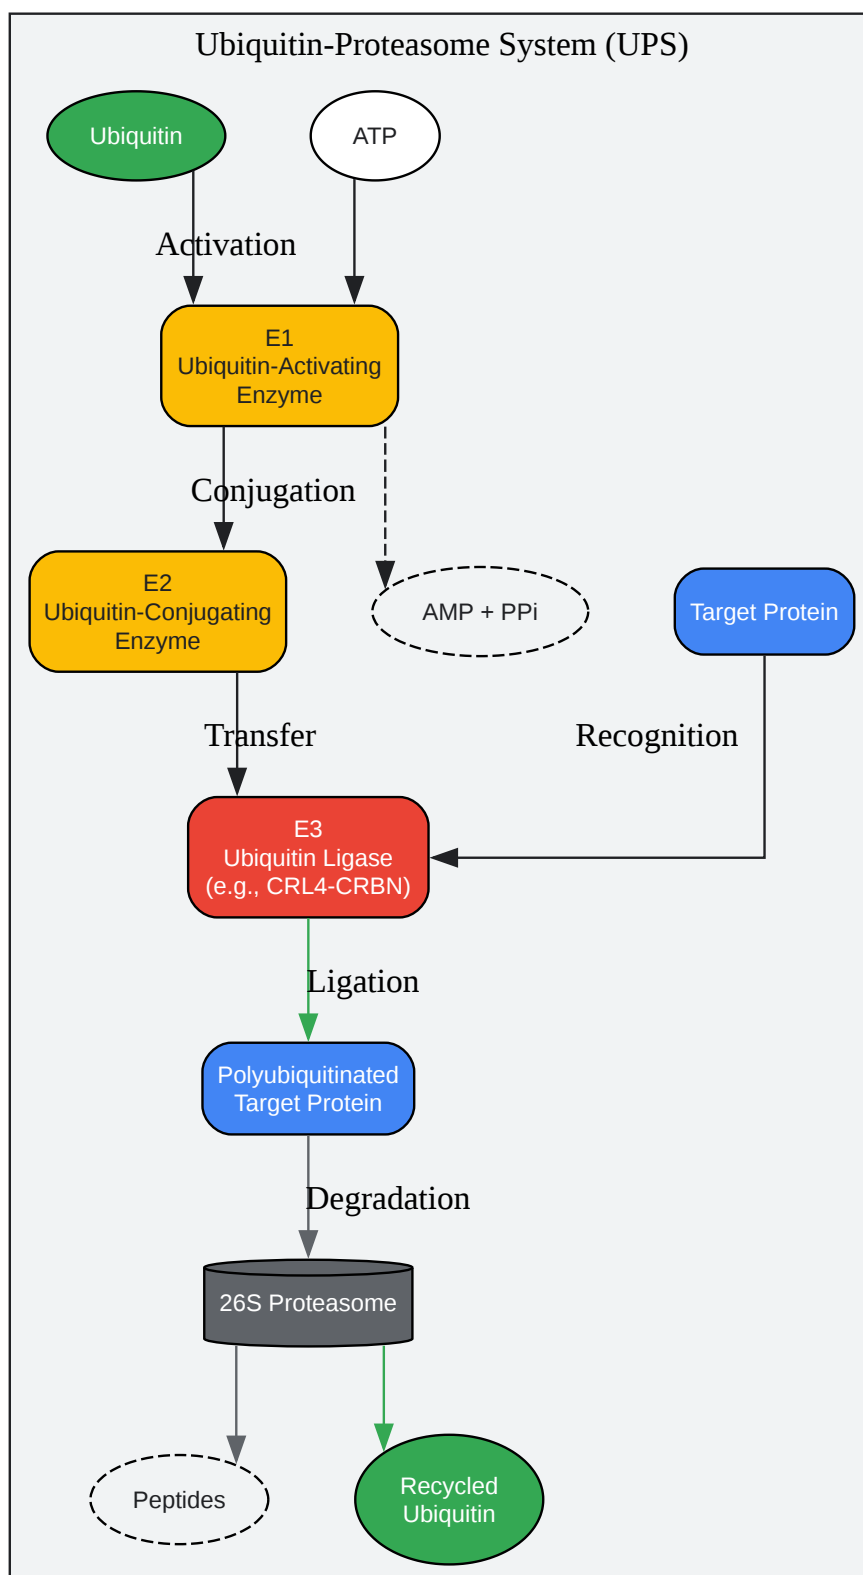 Ubiquitin-Proteasome System (UPS)
Ubiquitin
ATP
Activation
E1
Ubiquitin-Activating
Enzyme
Conjugation
E2
Ubiquitin-Conjugating
Enzyme
AMP + PPi
Target Protein
Transfer
Recognition
E3
Ubiquitin Ligase
(e.g., CRL4-CRBN)
Ligation
Polyubiquitinated
Target Protein
Degradation
26S Proteasome
Peptides
Recycled
Ubiquitin